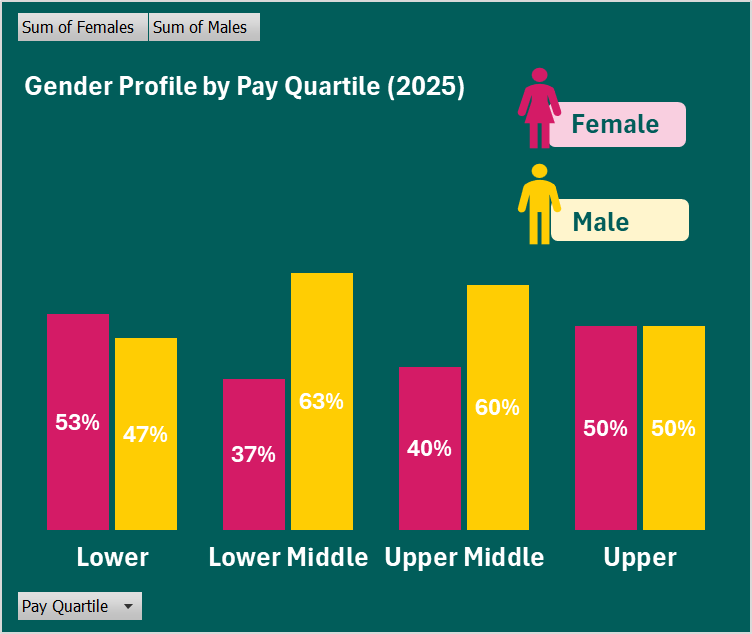 Sum of Females Sum of Males
Gender Profile by Pay Quartile (2025)
Female
Male
53% 47% 37% 63% 40% 60% 50% 50%
Lower Lower Middle Upper Middle Upper
Pay Quartile